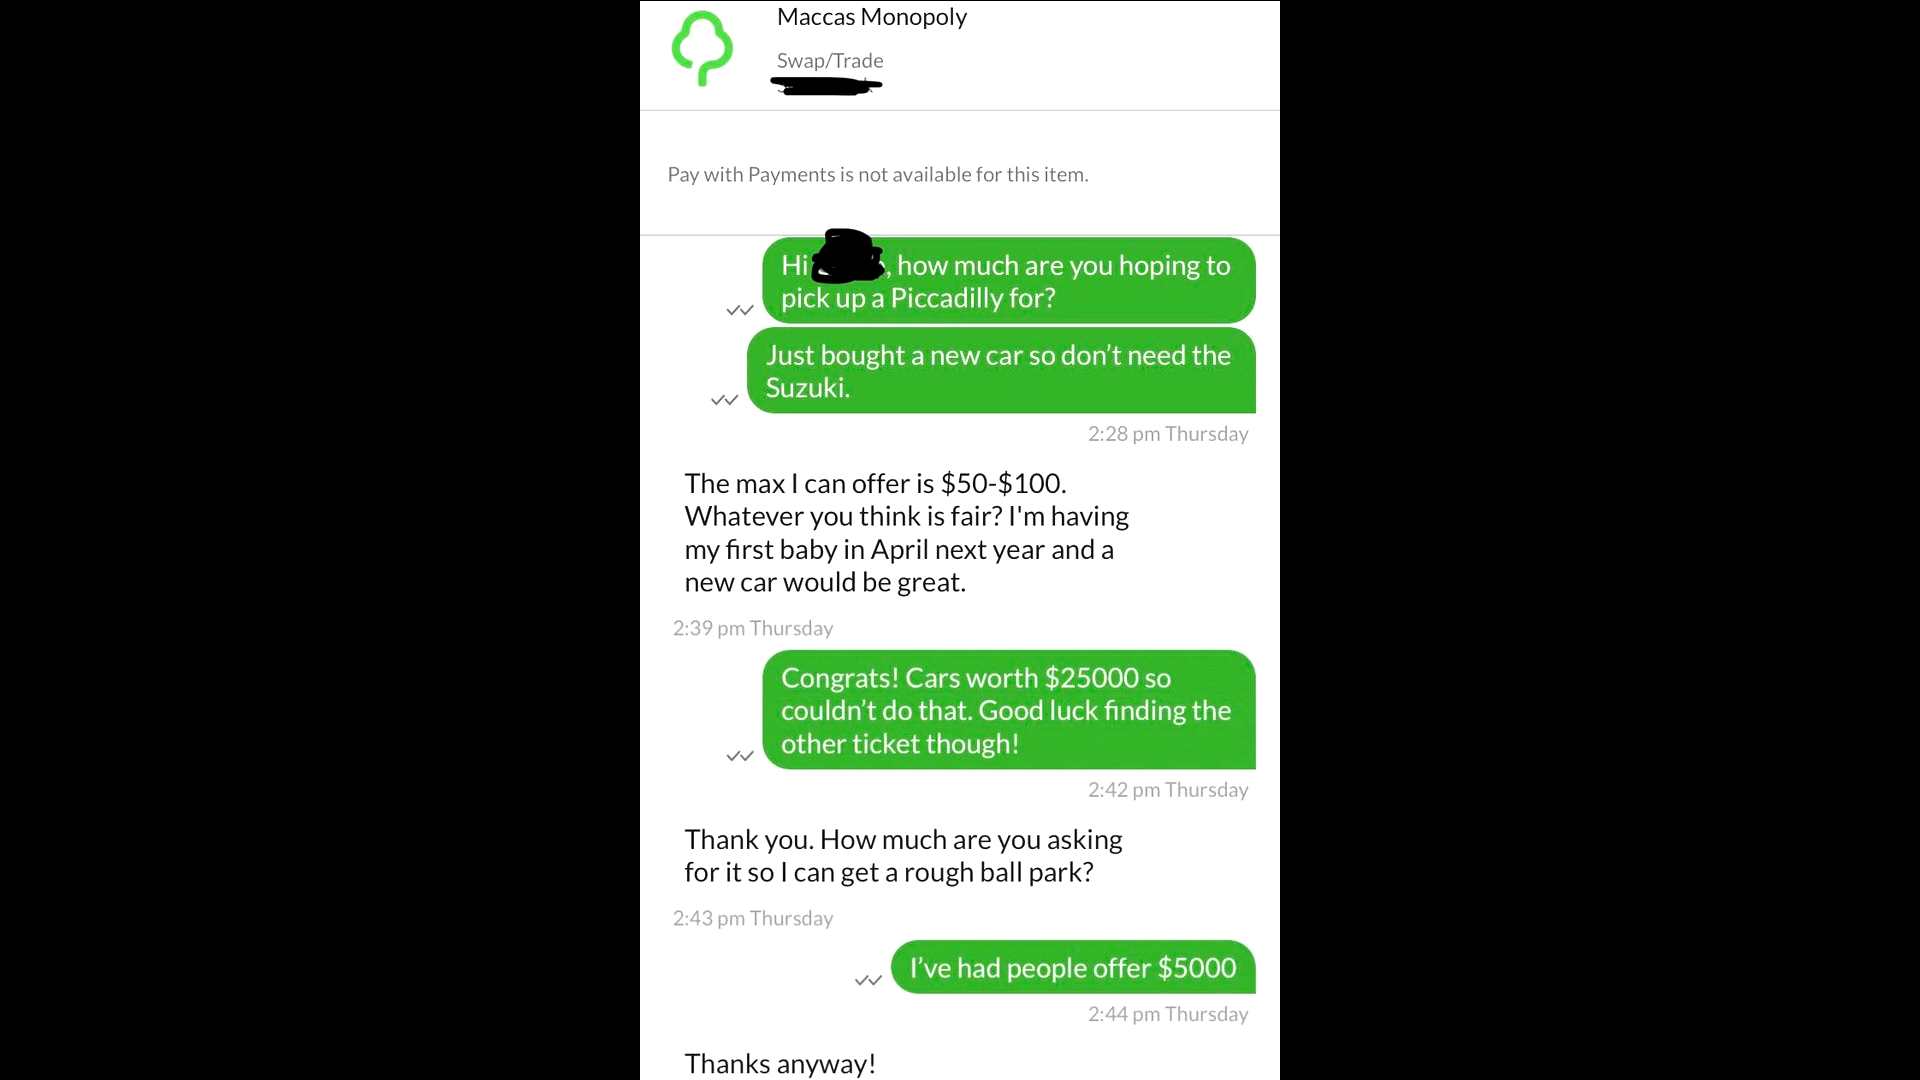 Maccas Monopoly
Swap/Trade
Pay with Payments is not available for this item.
Hi , how much are you hoping to
pick up a Piccadilly for?
Just bought a new car so don’t need the
Suzuki.
2:28 pm Thursday
The max I can offer is $50-$100.
Whatever you think is fair? I'm having
my first baby in April next year and a
new car would be great.
2:39 pm Thursday
Congrats! Cars worth $25000 so
couldn’t do that. Good luck finding the
other ticket though!
2:42 pm Thursday
Thank you. How much are you asking
for it so I can get a rough ball park?
2:43 pm Thursday
I’ve had people offer $5000
2:44 pm Thursday
Thanks anyway!